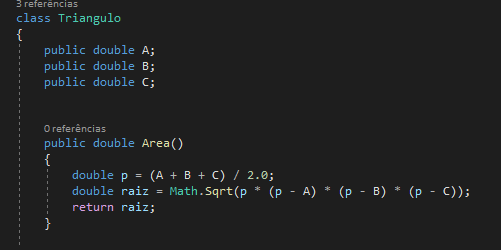 3 referências
class Triangulo
{
public double A;
public double B;
public double C;
0 referências
public double Area()
{
double p = (A + B + C) / 2.0;
double raiz = Math.Sqrt(p * (p - A) * (p - B) * (p - C));
return raiz;
}